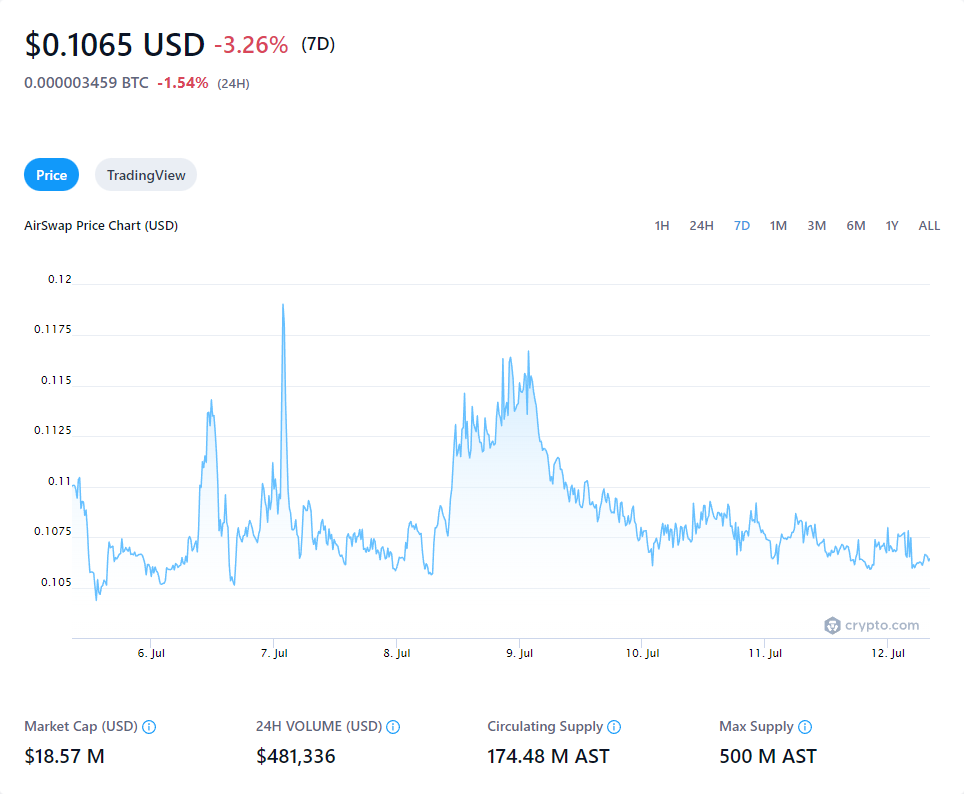 $0.1065 USD -3.26% (7D)
0.000003459 BTC -1.54% (24H)
Price TradingView
AirSwap Price Chart (USD) 1H 24H 7D 1M 3M 6M 1Y ALL
0.12
0.1175
0.115
0.1125
0.11
0.1075
0.105
crypto.com
6. Jul 7. Jul 8. Jul 9. Jul 10. Jul 11. Jul 12. Jul
Market Cap (USD) 24H VOLUME (USD) Circulating Supply Max Supply
$18.57 M $481,336 174.48 M AST 500 M AST